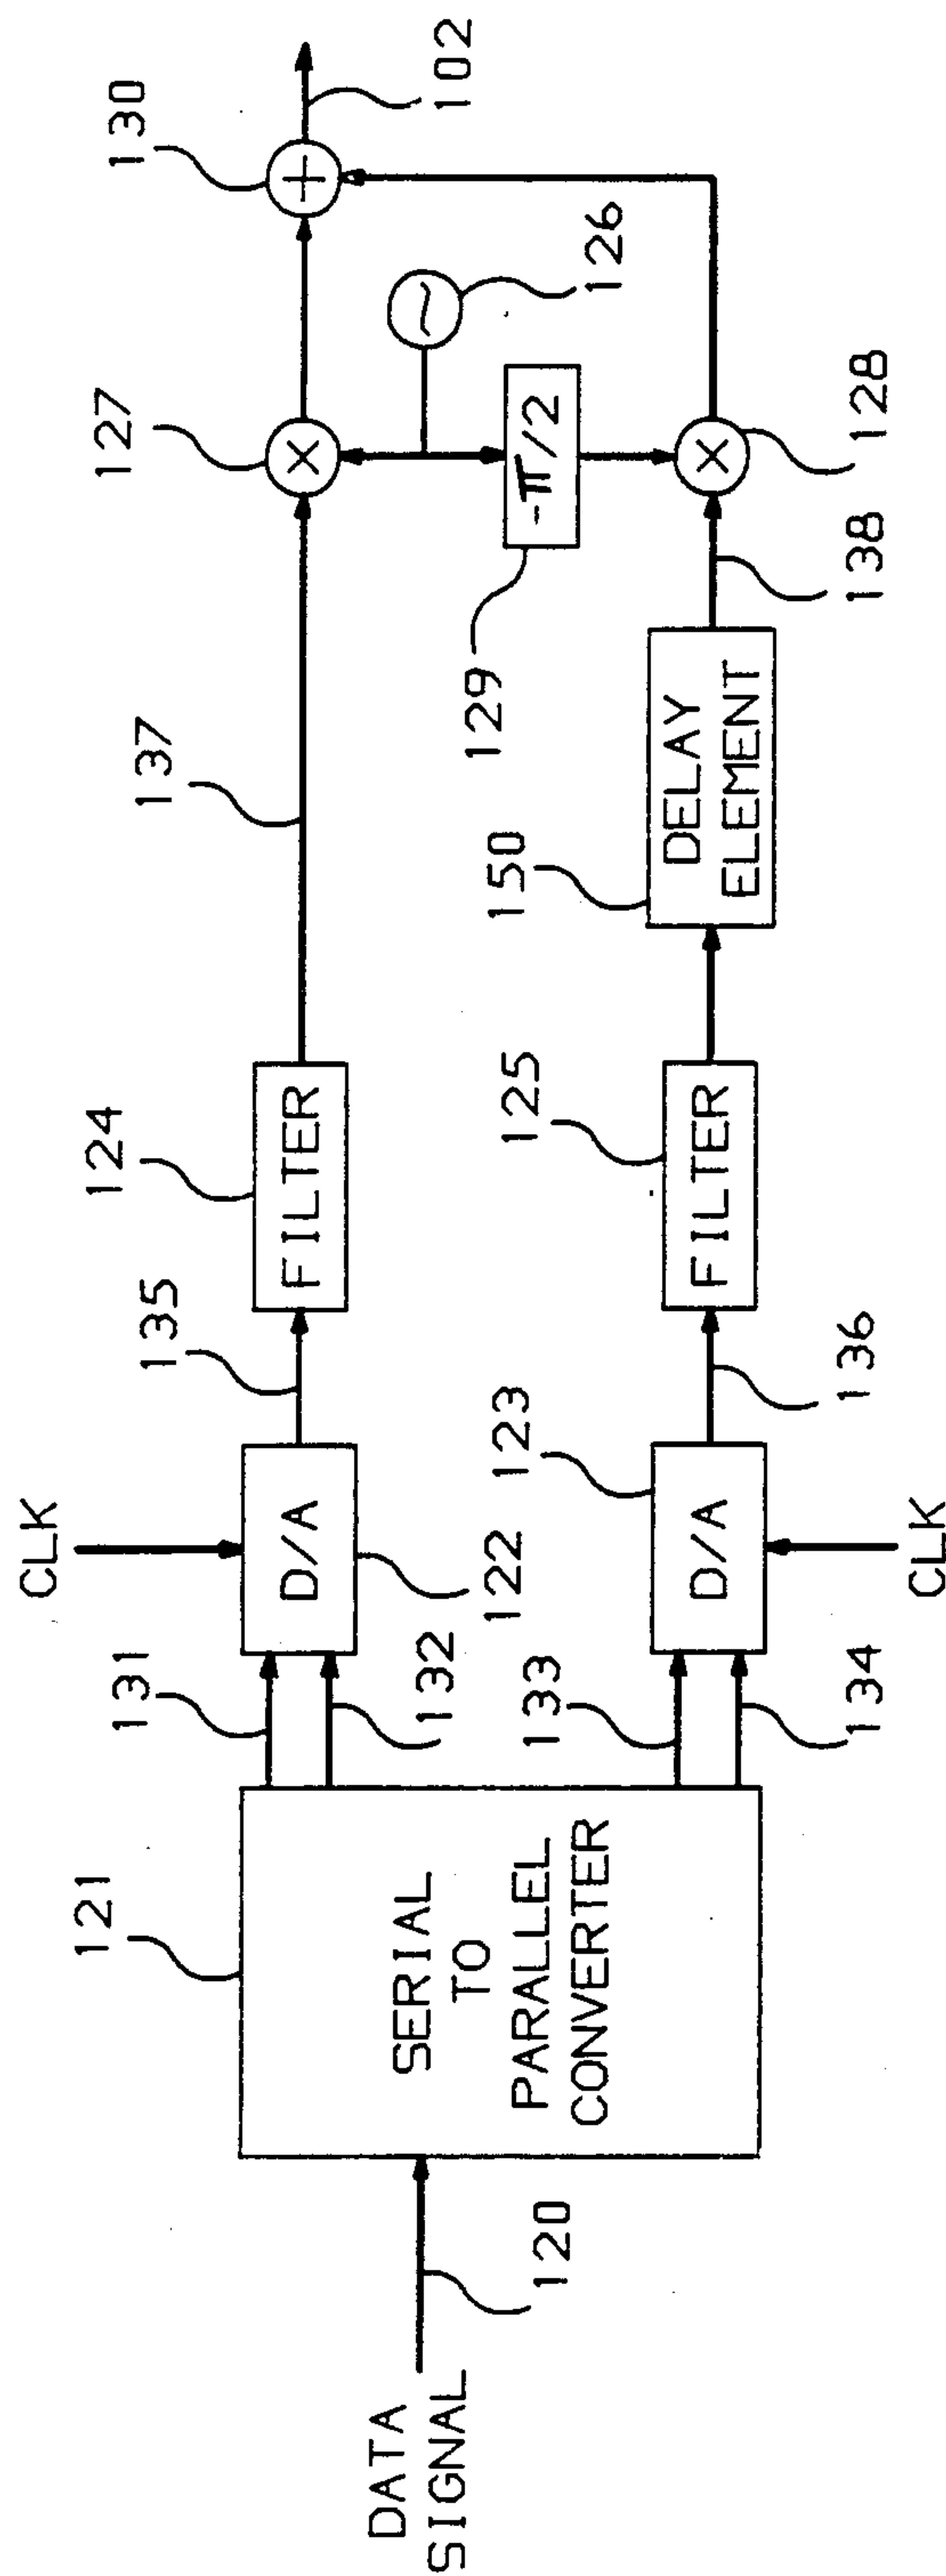 DATA
SIGNAL
120
121
SERIAL
TO
PARALLEL
CONVERTER
131
132
133
134
CLK
D/A
122
123
D/A
CLK
135
136
124
FILTER
125
FILTER
137
150
DELAY
ELEMENT
138
127
×
129
-π/2
126
~
×
128
130
+
102